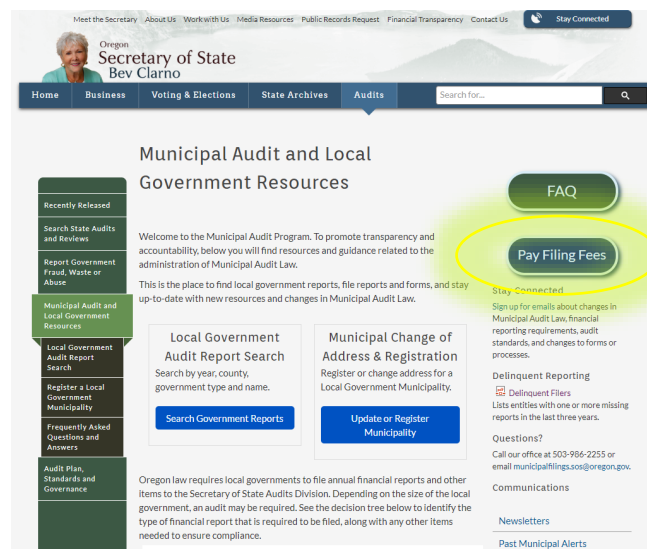 Meet the Secretary About Us Work with Us Media Resources Public Records Request Financial Transparency Contact Us Stay Connected
Oregon
Secretary of State
Bev Clarno
Home Business Voting & Elections State Archives Audits Search for...
Municipal Audit and Local
Government Resources
Recently Released
Search State Audits
and Reviews
Report Government
Fraud, Waste or
Abuse
Municipal Audit and
Local Government
Resources
Local Government
Audit Report
Search
Register a Local
Government
Municipality
Frequently Asked
Questions and
Answers
Audit Plan,
Standards and
Governance
Welcome to the Municipal Audit Program. To promote transparency and
accountability, below you will find resources and guidance related to the
administration of Municipal Audit Law.
This is the place to find local government reports, file reports and forms, and stay
up-to-date with new resources and changes in Municipal Audit Law.
Local Government
Audit Report Search
Search by year, county,
government type and name.
Search Government Reports
Municipal Change of
Address & Registration
Register or change address for a
Local Government Municipality.
Update or Register
Municipality
Oregon law requires local governments to file annual financial reports and other
items to the Secretary of State Audits Division. Depending on the size of the local
government, an audit may be required. See the decision tree below to identify the
type of financial report that is required to be filed, along with any other items
needed to ensure compliance.
FAQ
Pay Filing Fees
Stay Connected
Sign up for emails about changes in
Municipal Audit Law, financial
reporting requirements, audit
standards, and changes to forms or
processes.
Delinquent Reporting
Delinquent Filers
Lists entities with one or more missing
reports in the last three years.
Questions?
Call our office at 503-986-2255 or
email municipalfilings.sos@oregon.gov.
Communications
Newsletters
Past Municipal Alerts